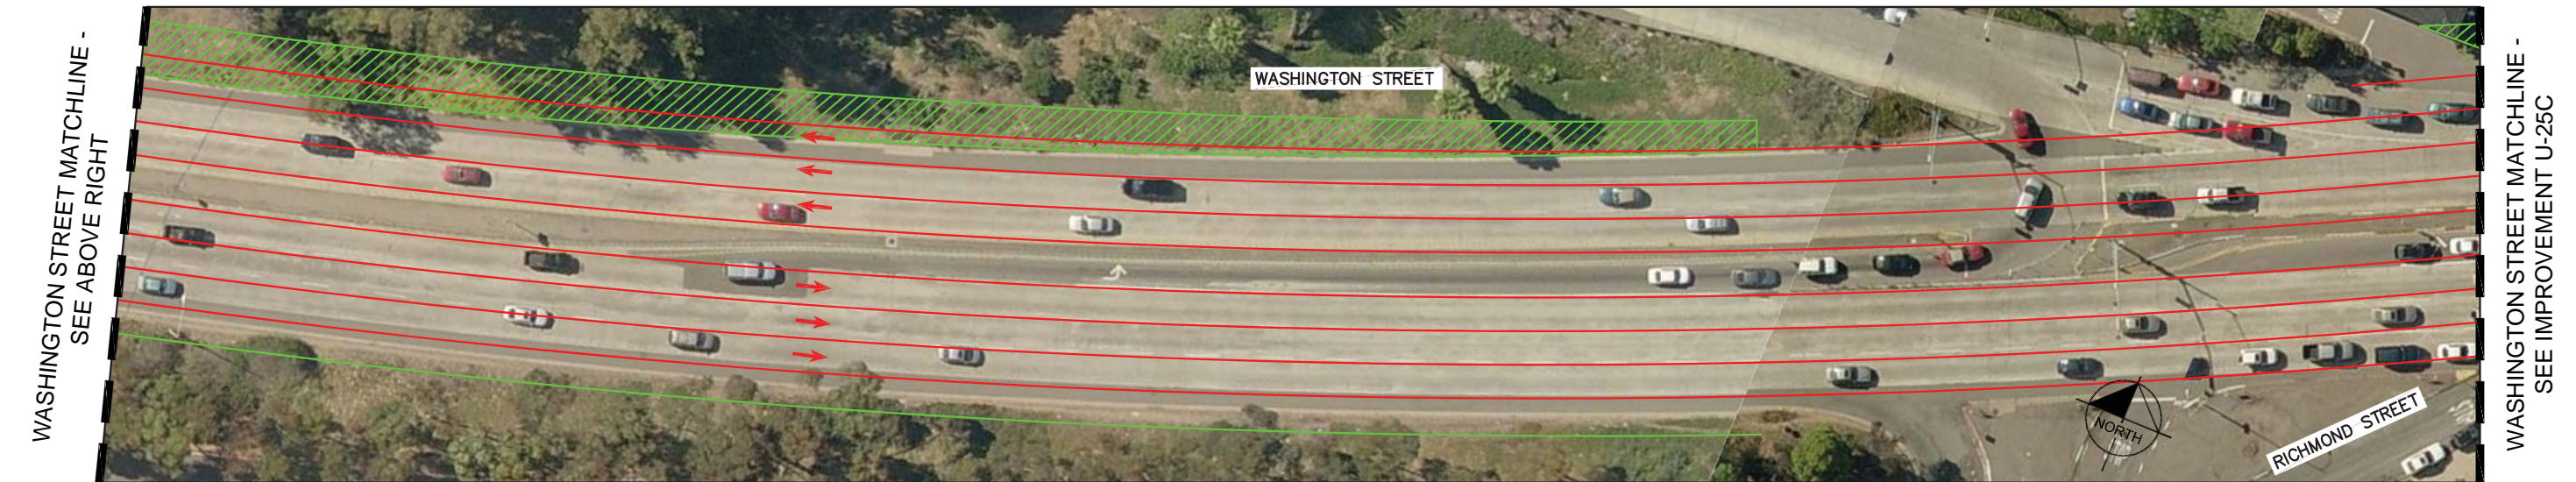 WASHINGTON STREET MATCHLINE -
SEE ABOVE RIGHT
WASHINGTON STREET
NORTH
RICHMOND STREET
WASHINGTON STREET MATCHLINE -
SEE IMPROVEMENT U-25C